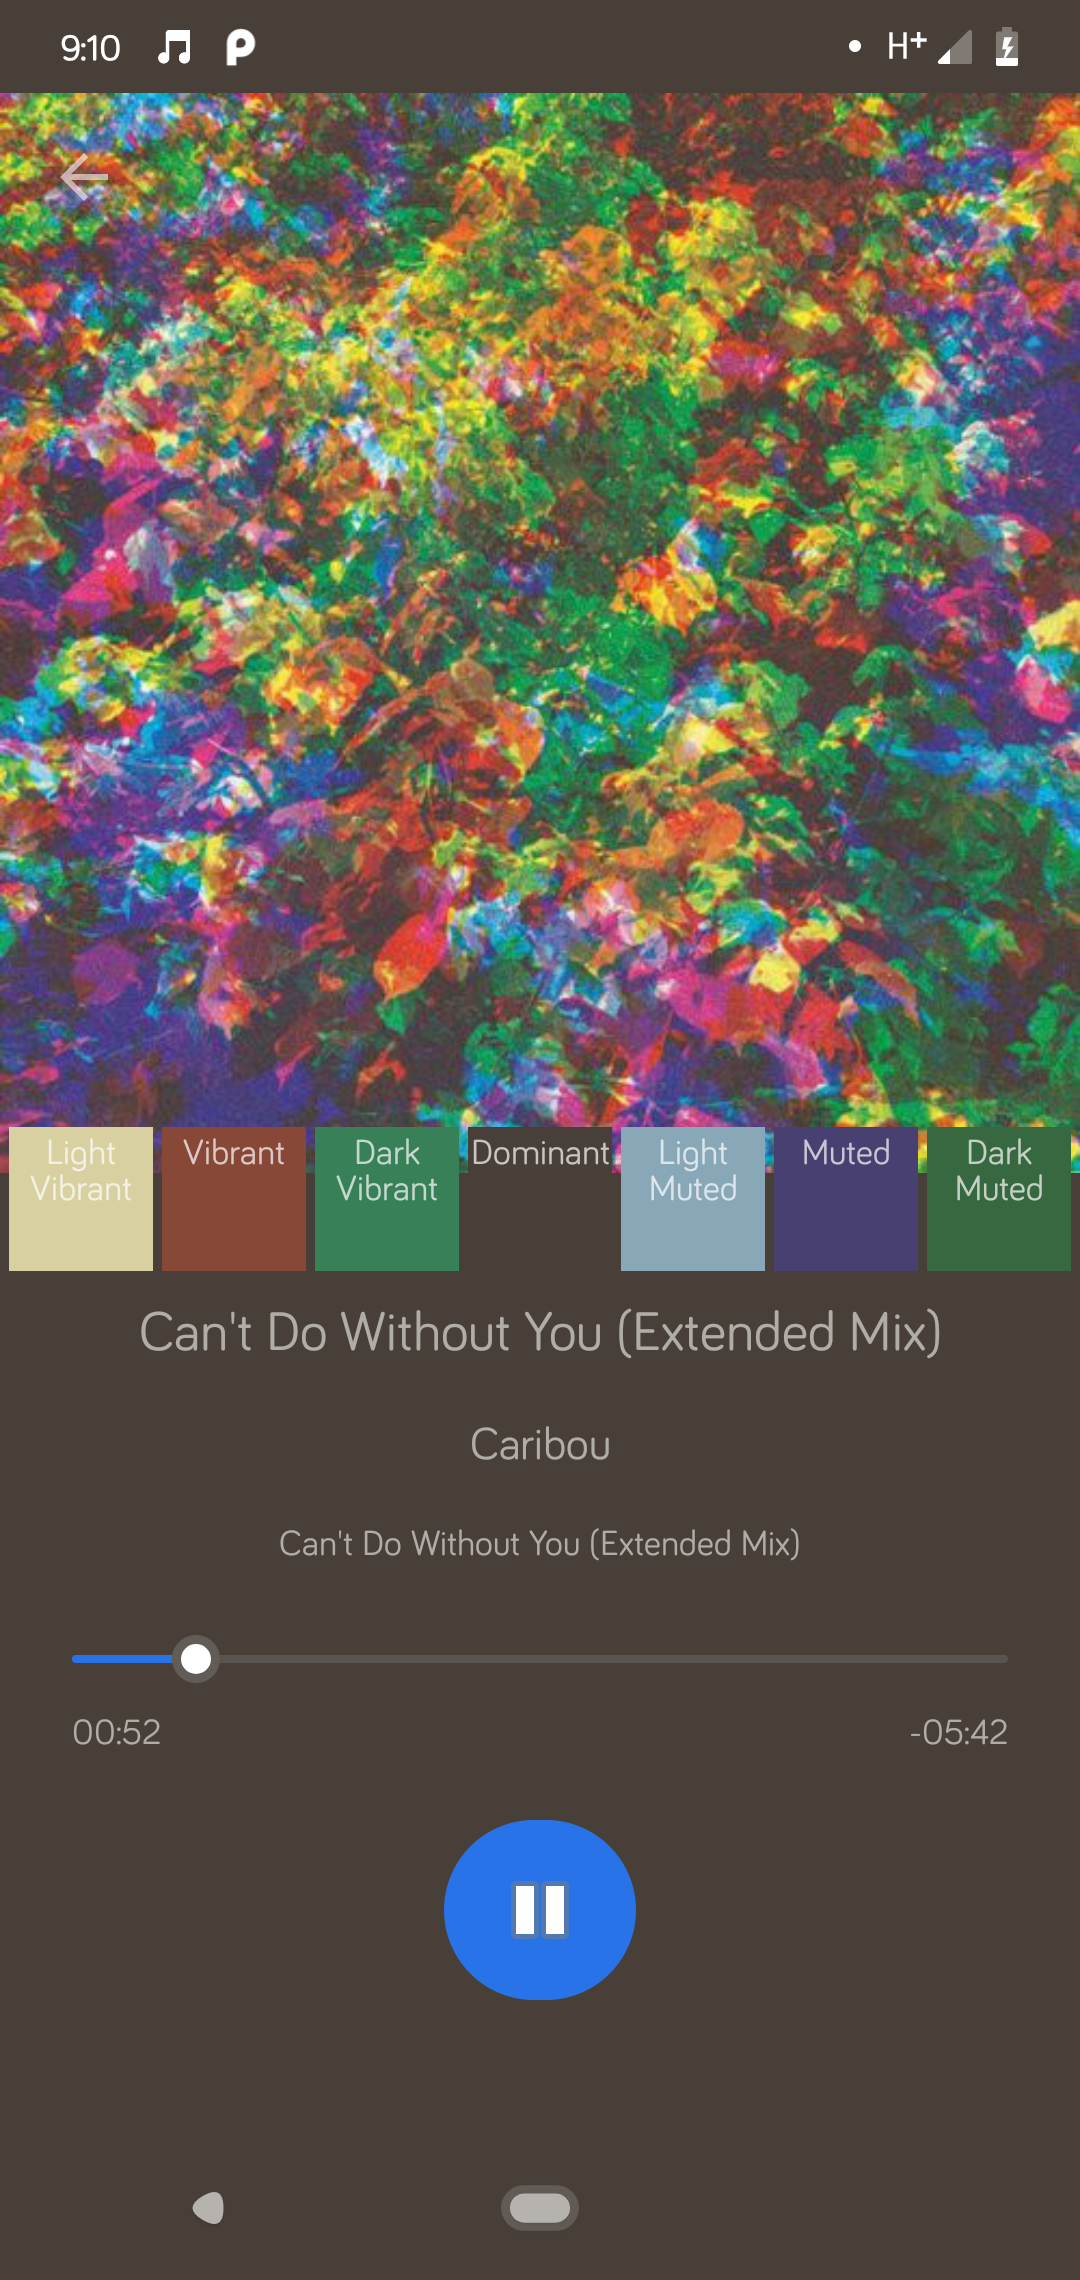 9:10
H+
Light
Vibrant
Vibrant
Dark
Vibrant
Dominant
Light
Muted
Muted
Dark
Muted
Can't Do Without You (Extended Mix)
Caribou
Can't Do Without You (Extended Mix)
00:52
-05:42